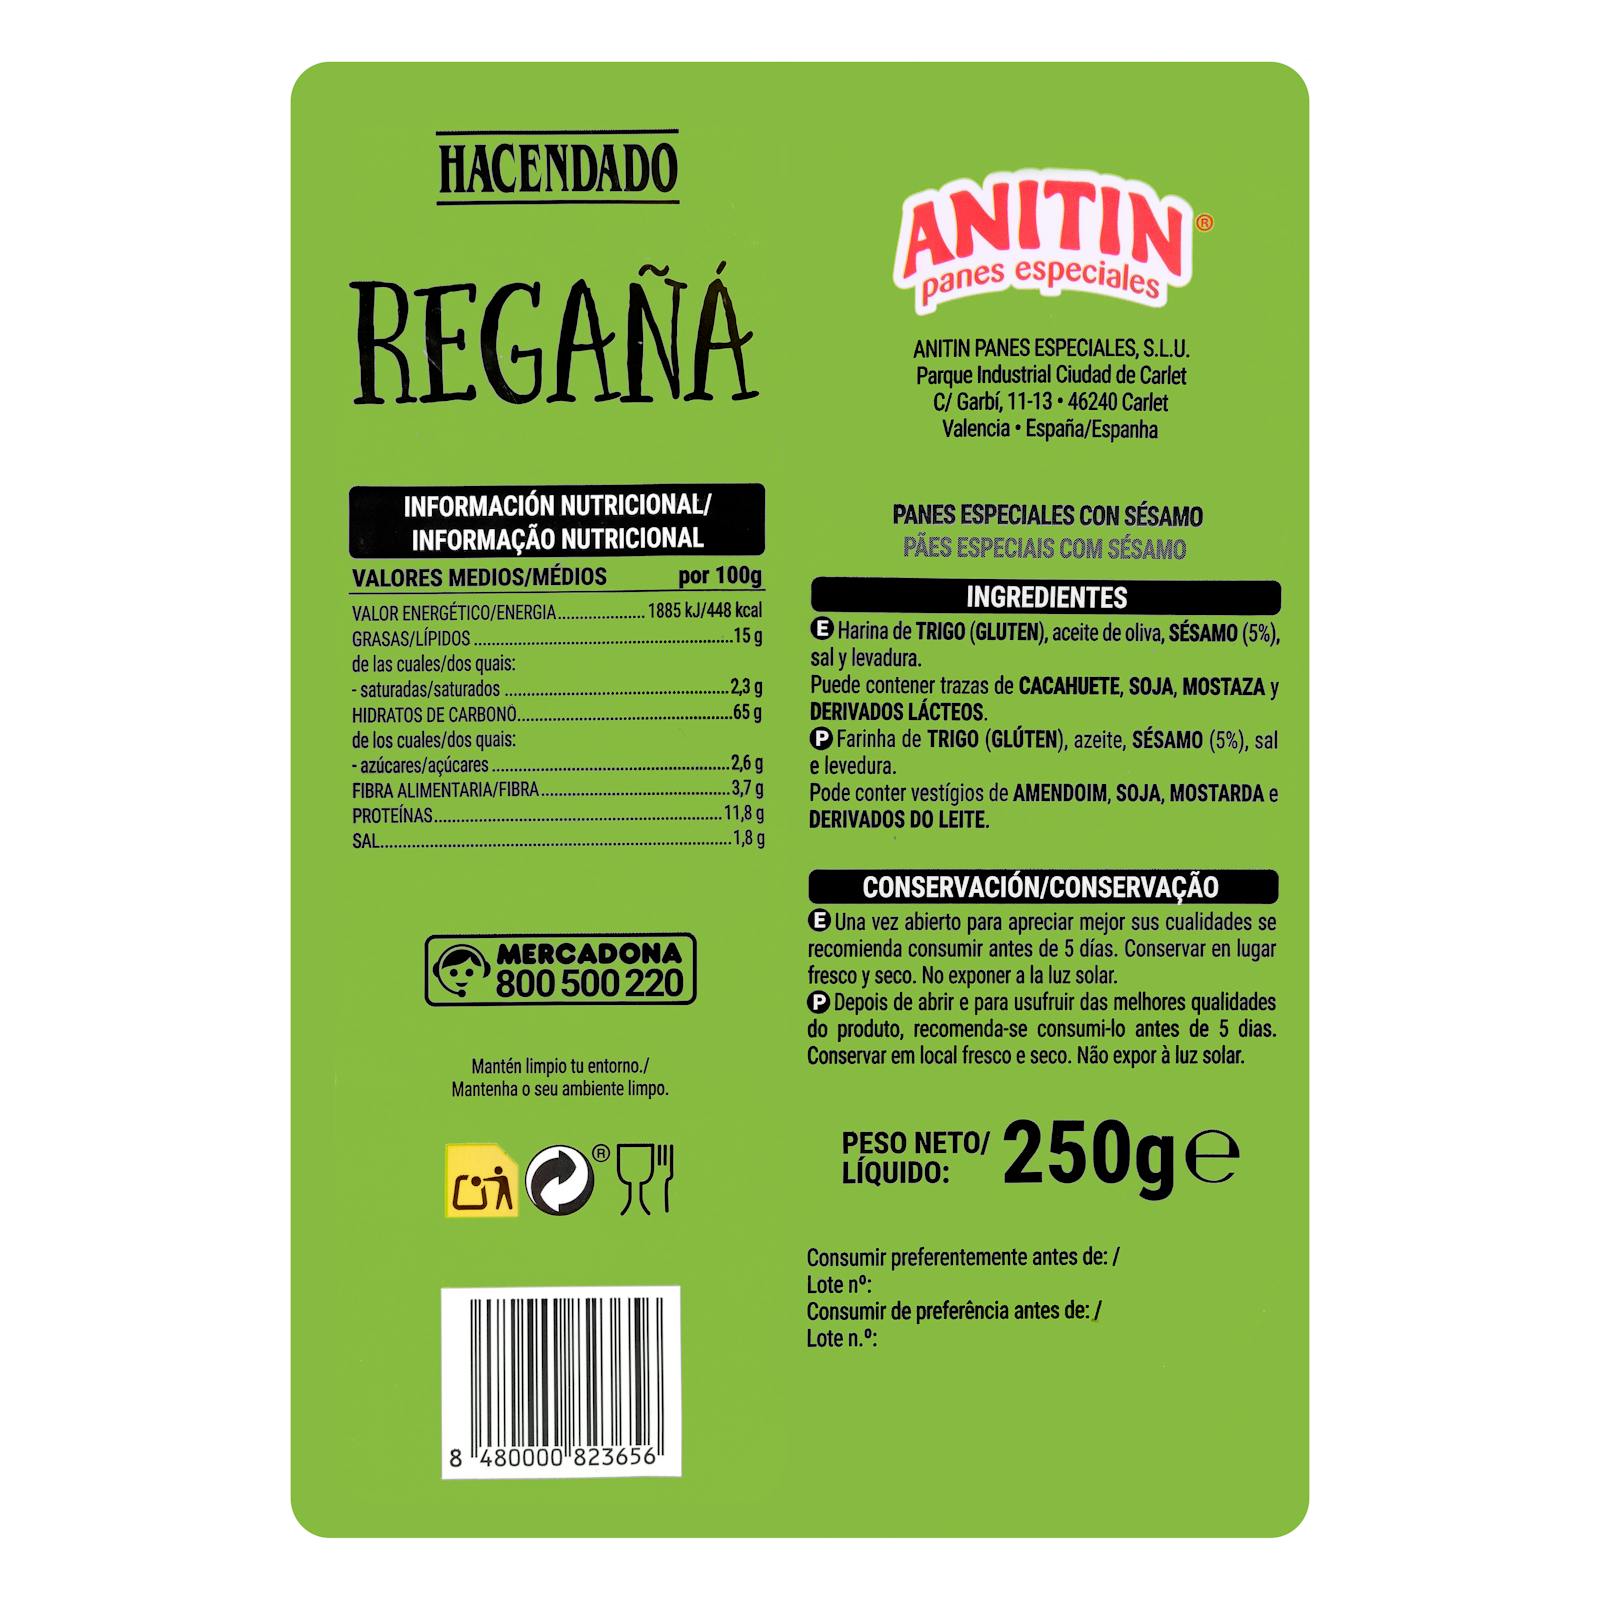 HACENDADO
REGAÑÁ
INFORMACIÓN NUTRICIONAL/
INFORMAÇÃO NUTRICIONAL
VALORES MEDIOS/MÉDIOS por 100g
VALOR ENERGÉTICO/ENERGIA.............. 1885 kJ/448 kcal
GRASAS/LÍPIDOS ..........................................15 g
de las cuales/dos quais:
- saturadas/saturados ....................................2,3 g
HIDRATOS DE CARBONO...................................65 g
de los cuales/dos quais:
- azúcares/açúcares ......................................2,6 g
FIBRA ALIMENTARIA/FIBRA..............................3,7 g
PROTEÍNAS..............................................11,8 g
SAL.......................................................1,8 g
MERCADONA
800 500 220
Mantén limpio tu entorno./
Mantenha o seu ambiente limpo.
®
8 480000 823656
ANITIN ®
panes especiales
ANITIN PANES ESPECIALES, S.L.U.
Parque Industrial Ciudad de Carlet
C/ Garbí, 11-13 • 46240 Carlet
Valencia • España/Espanha
PANES ESPECIALES CON SÉSAMO
PÃES ESPECIAIS COM SÉSAMO
INGREDIENTES
E Harina de TRIGO (GLUTEN), aceite de oliva, SÉSAMO (5%),
sal y levadura.
Puede contener trazas de CACAHUETE, SOJA, MOSTAZA y
DERIVADOS LÁCTEOS.
P Farinha de TRIGO (GLÚTEN), azeite, SÉSAMO (5%), sal
e levedura.
Pode conter vestígios de AMENDOIM, SOJA, MOSTARDA e
DERIVADOS DO LEITE.
CONSERVACIÓN/CONSERVAÇÃO
E Una vez abierto para apreciar mejor sus cualidades se
recomienda consumir antes de 5 días. Conservar en lugar
fresco y seco. No exponer a la luz solar.
P Depois de abrir e para usufruir das melhores qualidades
do produto, recomenda-se consumi-lo antes de 5 dias.
Conservar em local fresco e seco. Não expor à luz solar.
PESO NETO/
LÍQUIDO: 250g ℮
Consumir preferentemente antes de: /
Lote nº:
Consumir de preferência antes de: /
Lote n.º: